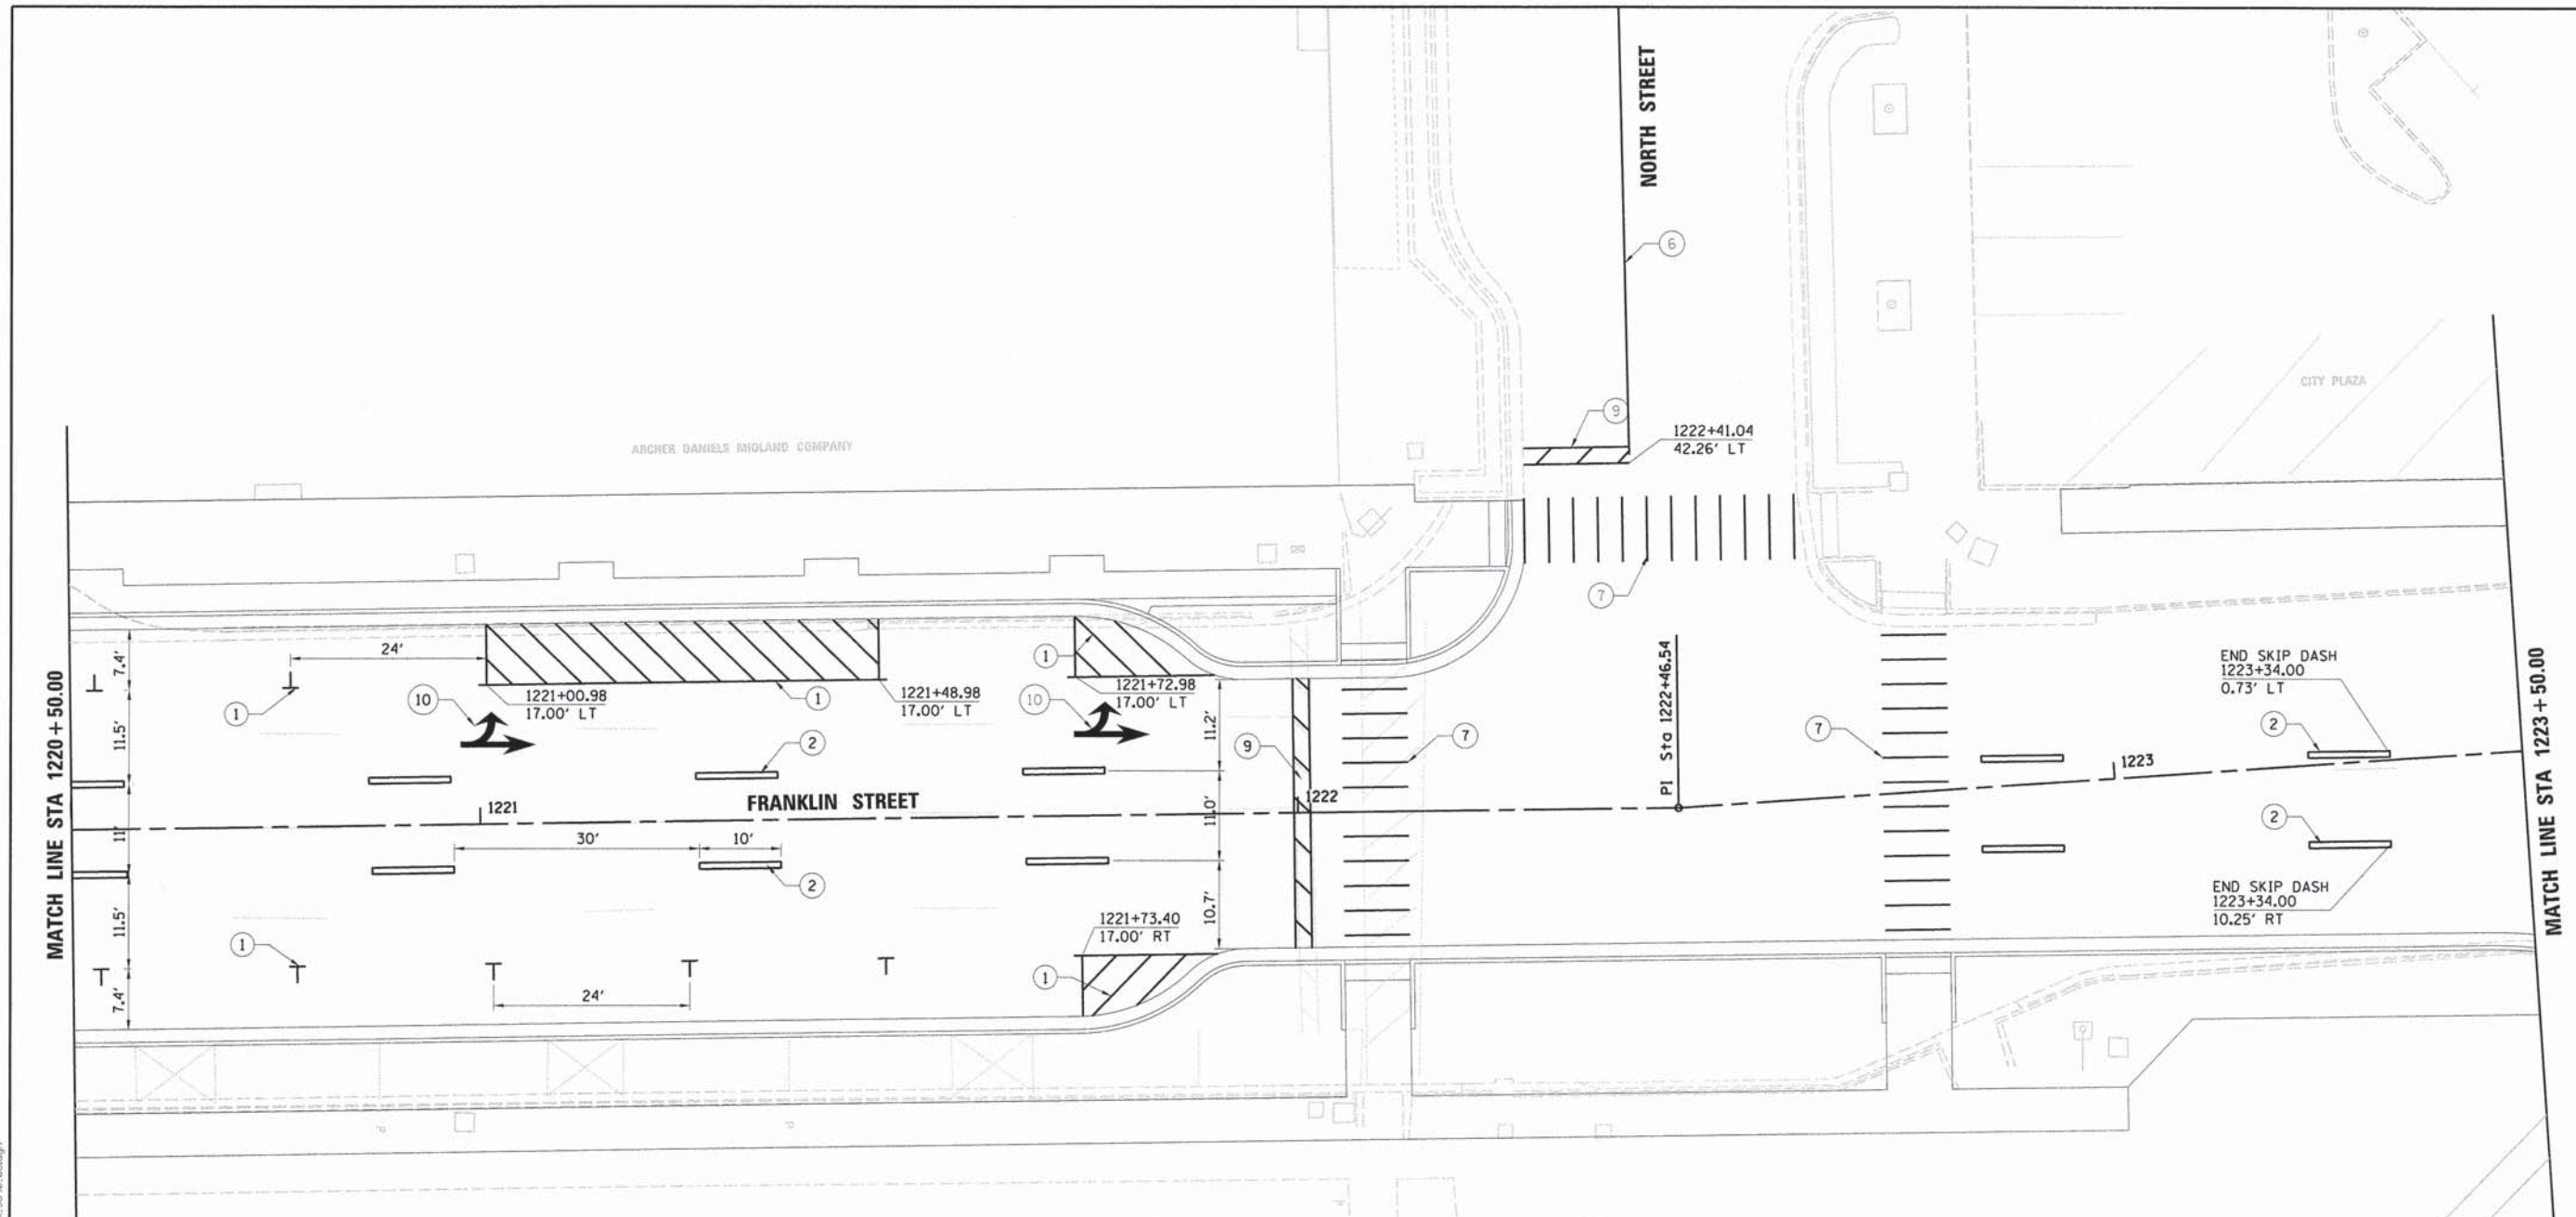 NORTH STREET
6
CITY PLAZA
9
1222+41.04
42.26' LT
ARCHER DANIELS MIDLAND COMPANY
7
MATCH LINE STA 1220+50.00
7.4'
24'
1
10
1221+00.98
17.00' LT
1
1221+48.98
17.00' LT
1
10
1221+72.98
17.00' LT
11.5'
2
11.2'
9
7
PI Sta 1222+46.54
7
END SKIP DASH
1223+34.00
0.73' LT
2
1223
MATCH LINE STA 1223+50.00
1221
FRANKLIN STREET
11.0'
1222
11'
30'
10'
2
2
11.5'
1
1221+73.40
17.00' RT
10.7'
END SKIP DASH
1223+34.00
10.25' RT
7.4'
24'
1